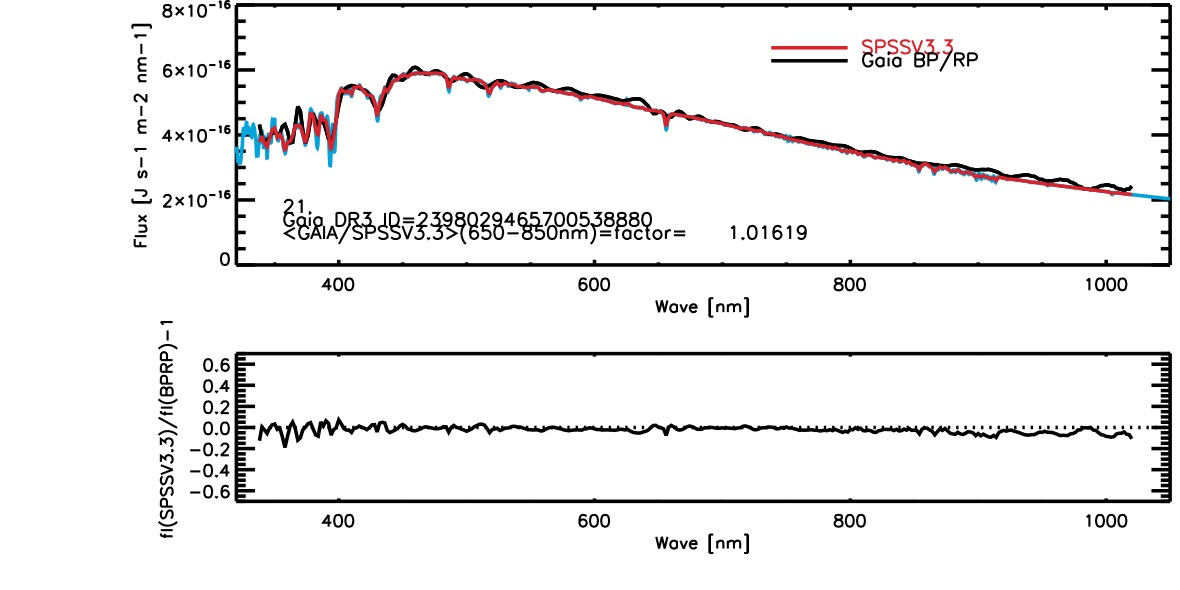 8×10−16
6×10−16
4×10−16
2×10−16
0
Flux [J s−1 m−2 nm−1]
SPSSV3.3
Gaia BP/RP
21.
Gaia DR3 ID=2398029465700538880
<GAIA/SPSSV3.3>(650−850nm)=factor= 1.01619
400 600 800 1000
Wave [nm]
fl(SPSSV3.3)/fl(BPRP)−1
0.6
0.4
0.2
0.0
−0.2
−0.4
−0.6
400 600 800 1000
Wave [nm]